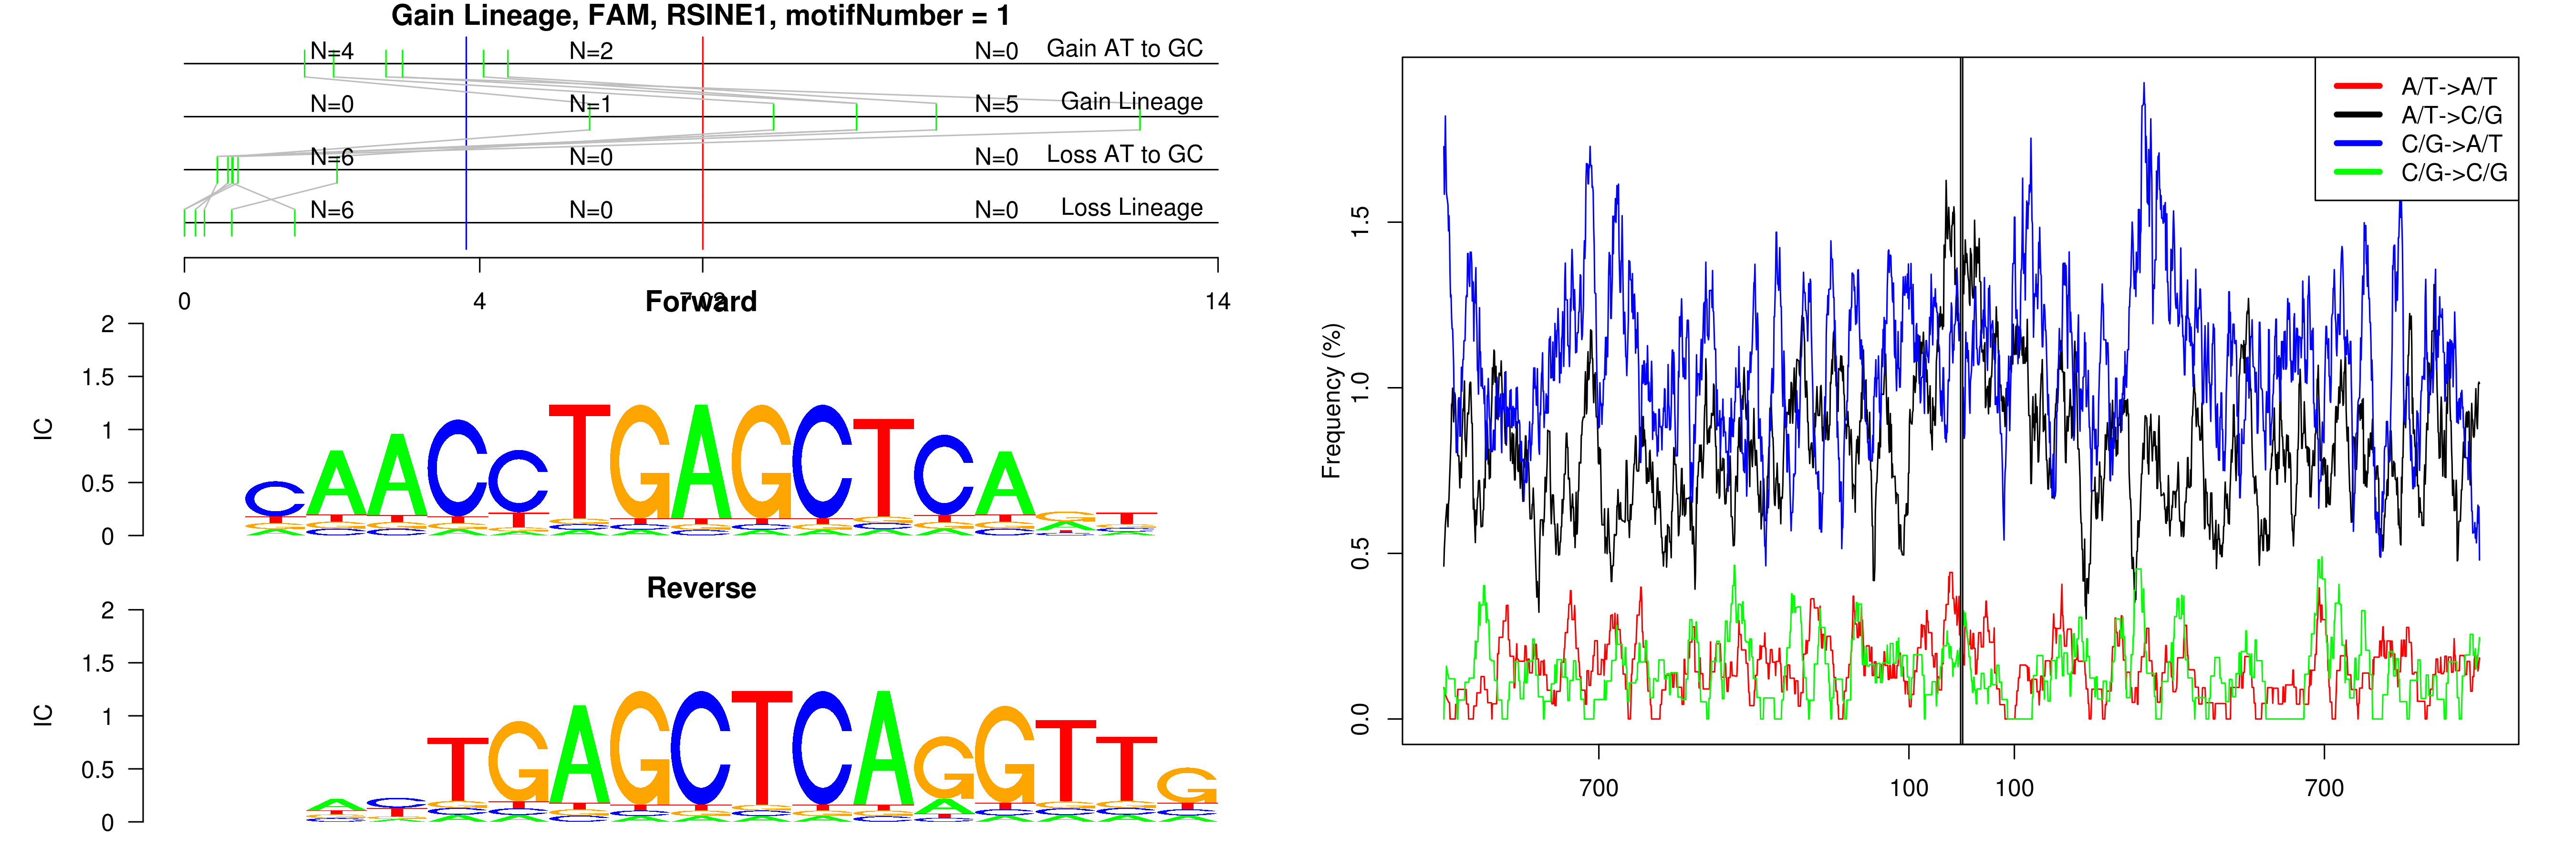 Gain Lineage, FAM, RSINE1, motifNumber = 1
N=4 N=2 N=0 Gain AT to GC
N=0 N=1 N=5 Gain Lineage
N=6 N=0 N=0 Loss AT to GC
N=6 N=0 N=0 Loss Lineage
0 4 14
Forward
2
1.5
1
0.5
0
IC
CAACCTGAGCTCA
Reverse
2
1.5
1
0.5
0
IC
TGAGCTCAGGTTG
A/T->A/T
A/T->C/G
C/G->A/T
C/G->C/G
Frequency (%)
1.5
1.0
0.5
0.0
700 100 100 700